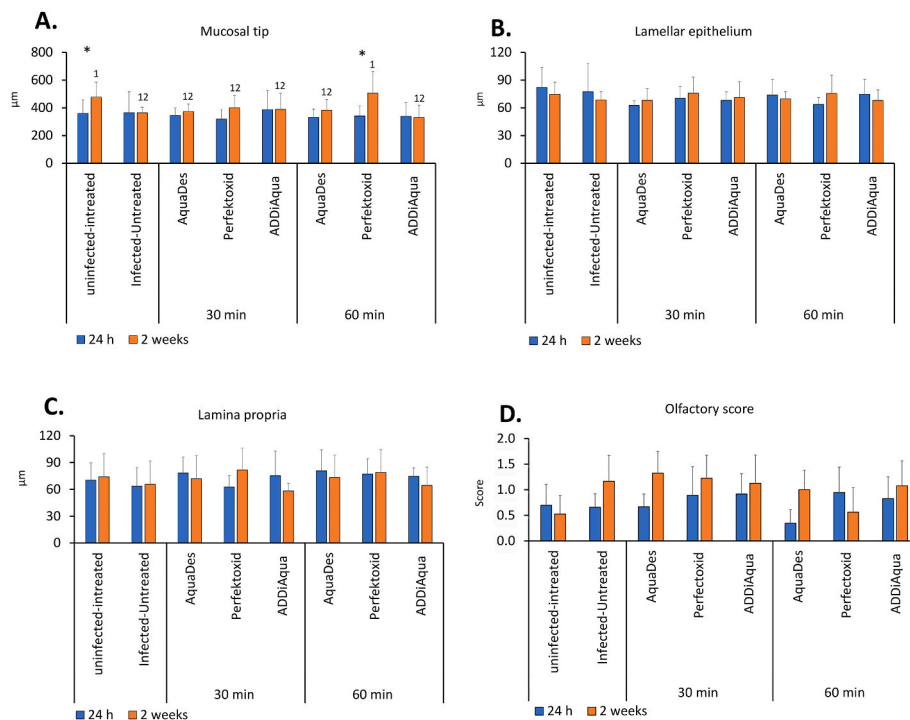 A.
Mucosal tip
800
600
400
200
0
µm
*
*
1
12
12
12
12
12
1
12
uninfected-intreated
Infected-Untreated
AquaDes
Perfektoxid
ADDiAqua
AquaDes
Perfektoxid
ADDiAqua
30 min
60 min
24 h
2 weeks
B.
Lamellar epithelium
120
90
60
30
0
µm
uninfected-intreated
Infected-Untreated
AquaDes
Perfektoxid
ADDiAqua
AquaDes
Perfektoxid
ADDiAqua
30 min
60 min
24 h
2 weeks
C.
Lamina propria
120
90
60
30
0
µm
uninfected-intreated
Infected-Untreated
AquaDes
Perfektoxid
ADDiAqua
AquaDes
Perfektoxid
ADDiAqua
30 min
60 min
24 h
2 weeks
D.
Olfactory score
2.0
1.5
1.0
0.5
0.0
Score
uninfected-intreated
Infected-Untreated
AquaDes
Perfectoxid
ADDiAqua
AquaDes
Perfectoxid
ADDiAqua
30 min
60 min
24 h
2 weeks